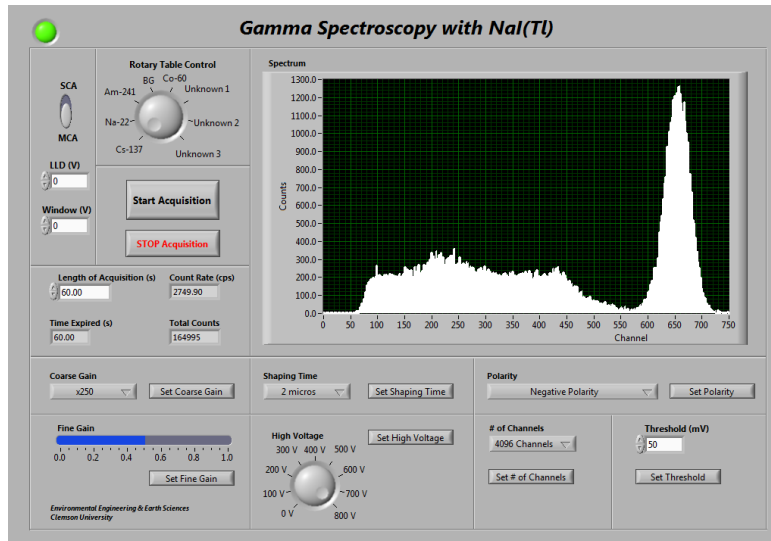 Gamma Spectroscopy with NaI(Tl)
SCA
MCA
LLD (V)
0
Window (V)
0
Rotary Table Control
BG Co-60
Am-241 Unknown 1
Na-22 Unknown 2
Cs-137 Unknown 3
Start Acquisition
STOP Acquisition
Length of Acquisition (s) Count Rate (cps)
60.00 2749.90
Time Expired (s) Total Counts
60.00 164995
Spectrum
Counts
1300.0
1200.0
1100.0
1000.0
900.0
800.0
700.0
600.0
500.0
400.0
300.0
200.0
100.0
0.0
0 50 100 150 200 250 300 350 400 450 500 550 600 650 700 750
Channel
Coarse Gain
x250 Set Coarse Gain
Shaping Time
2 micros Set Shaping Time
Polarity
Negative Polarity Set Polarity
Fine Gain
0.0 0.2 0.4 0.6 0.8 1.0
Set Fine Gain
High Voltage Set High Voltage
300 V 400 V 500 V
200 V 600 V
100 V 700 V
0 V 800 V
# of Channels
4096 Channels
Set # of Channels
Threshold (mV)
50
Set Threshold
Environmental Engineering & Earth Sciences
Clemson University